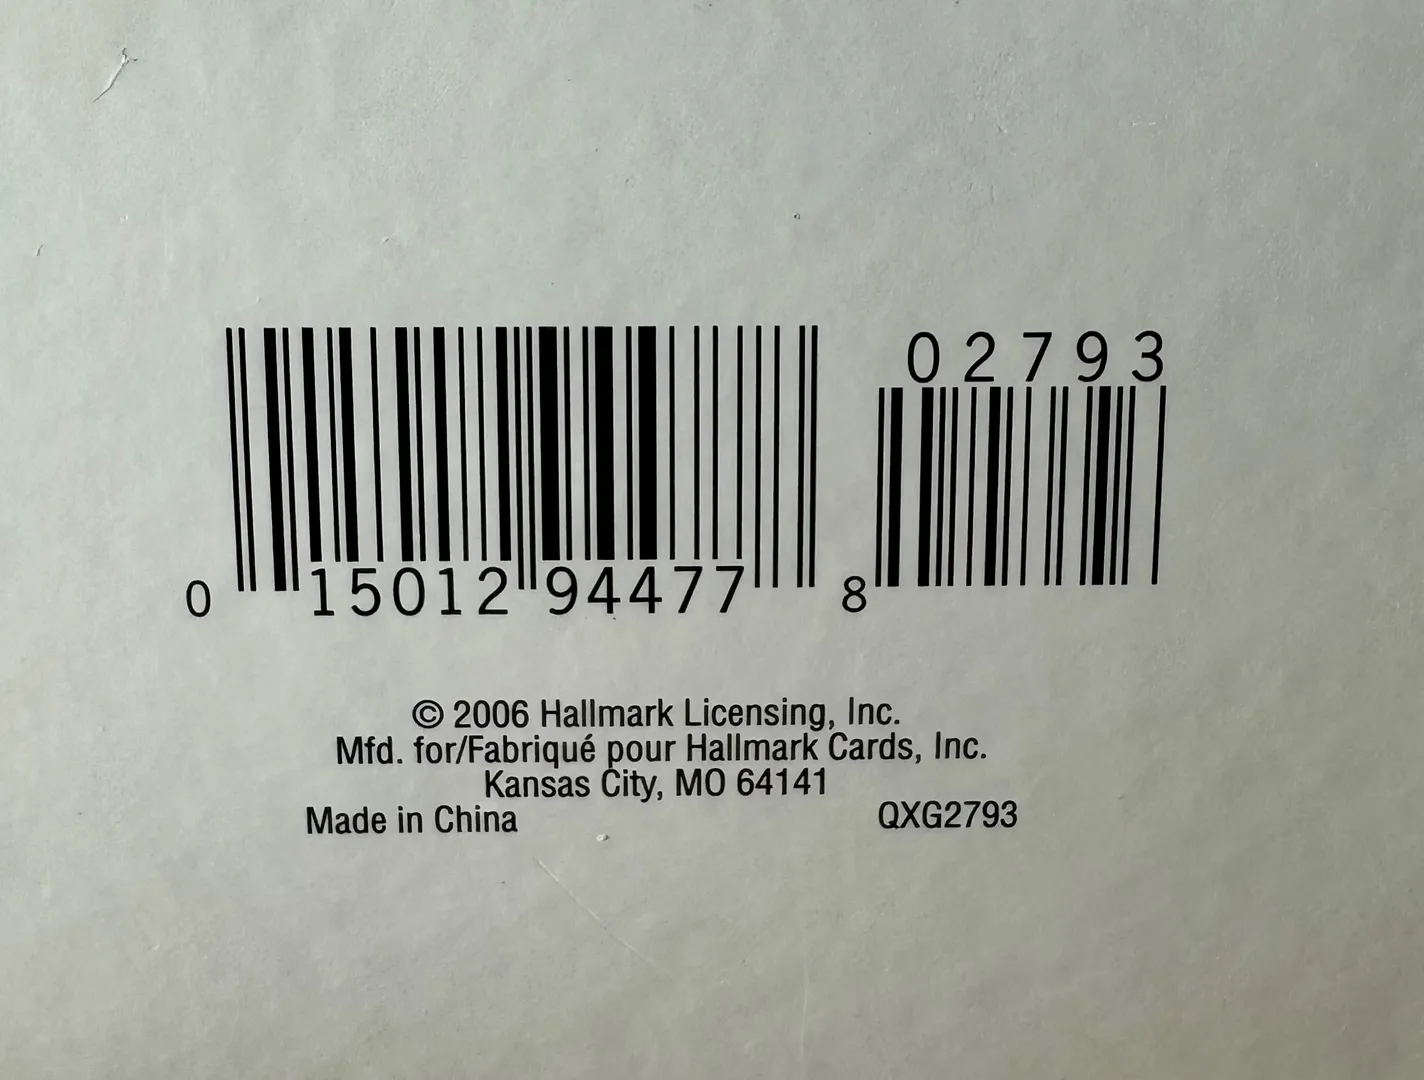 02793
0 15012 94477 8
© 2006 Hallmark Licensing, Inc.
Mfd. for/Fabriqué pour Hallmark Cards, Inc.
Kansas City, MO 64141
Made in China QXG2793